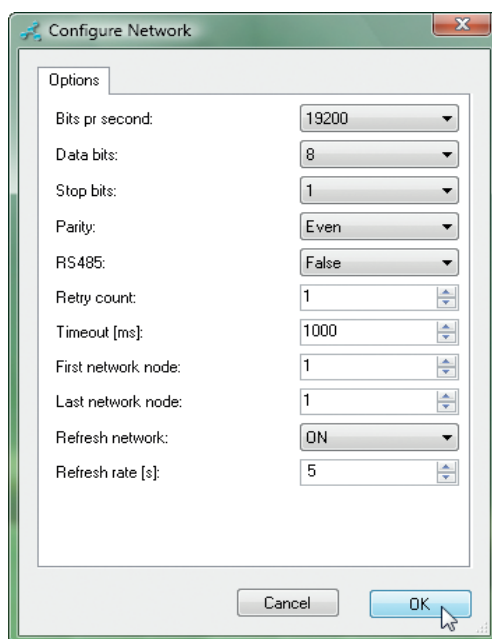 Configure Network
Options
Bits pr second: 19200
Data bits: 8
Stop bits: 1
Parity: Even
RS485: False
Retry count: 1
Timeout [ms]: 1000
First network node: 1
Last network node: 1
Refresh network: ON
Refresh rate [s]: 5
Cancel OK